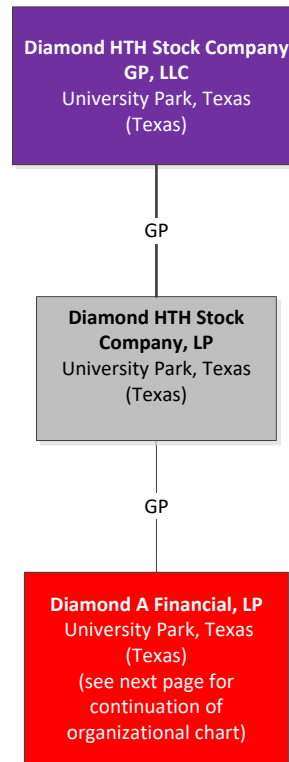 Diamond HTH Stock Company
GP, LLC
University Park, Texas
(Texas)
GP
Diamond HTH Stock
Company, LP
University Park, Texas
(Texas)
GP
Diamond A Financial, LP
University Park, Texas
(Texas)
(see next page for
continuation of
organizational chart)